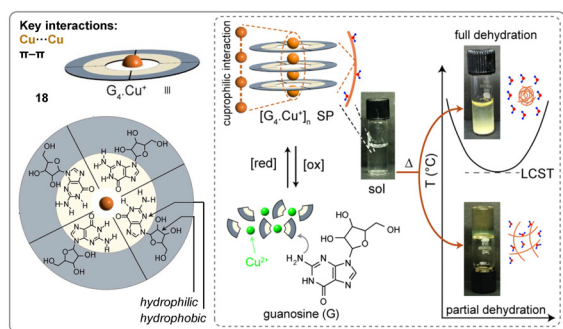 Key interactions:
Cu···Cu
π–π
18
G₄.Cu⁺
≡
hydrophilic
hydrophobic
cuprophilic interaction
[G₄.Cu⁺]ₙ SP
[red]
[ox]
Cu²⁺
guanosine (G)
sol
Δ
full dehydration
T (°C)
LCST
partial dehydration